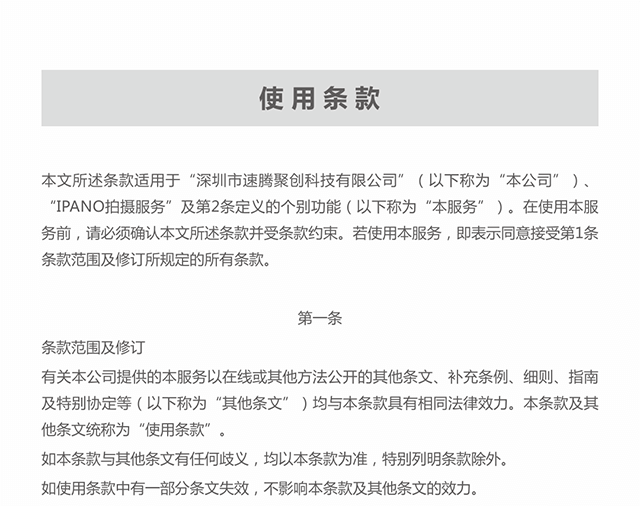 使用条款
本文所述条款适用于“深圳市速腾聚创科技有限公司”（以下称为“本公司”）、
“IPANO拍摄服务”及第2条定义的个别功能（以下称为“本服务”）。在使用本服
务前，请必须确认本文所述条款并受条款约束。若使用本服务，即表示同意接受第1条
条款范围及修订所规定的所有条款。
第一条
条款范围及修订
有关本公司提供的本服务以在线或其他方法公开的其他条文、补充条例、细则、指南
及特别协定等（以下称为“其他条文”）均与本条款具有相同法律效力。本条款及其
他条文统称为“使用条款”。
如本条款与其他条文有任何歧义，均以本条款为准，特别列明条款除外。
如使用条款中有一部分条文失效，不影响本条款及其他条文的效力。